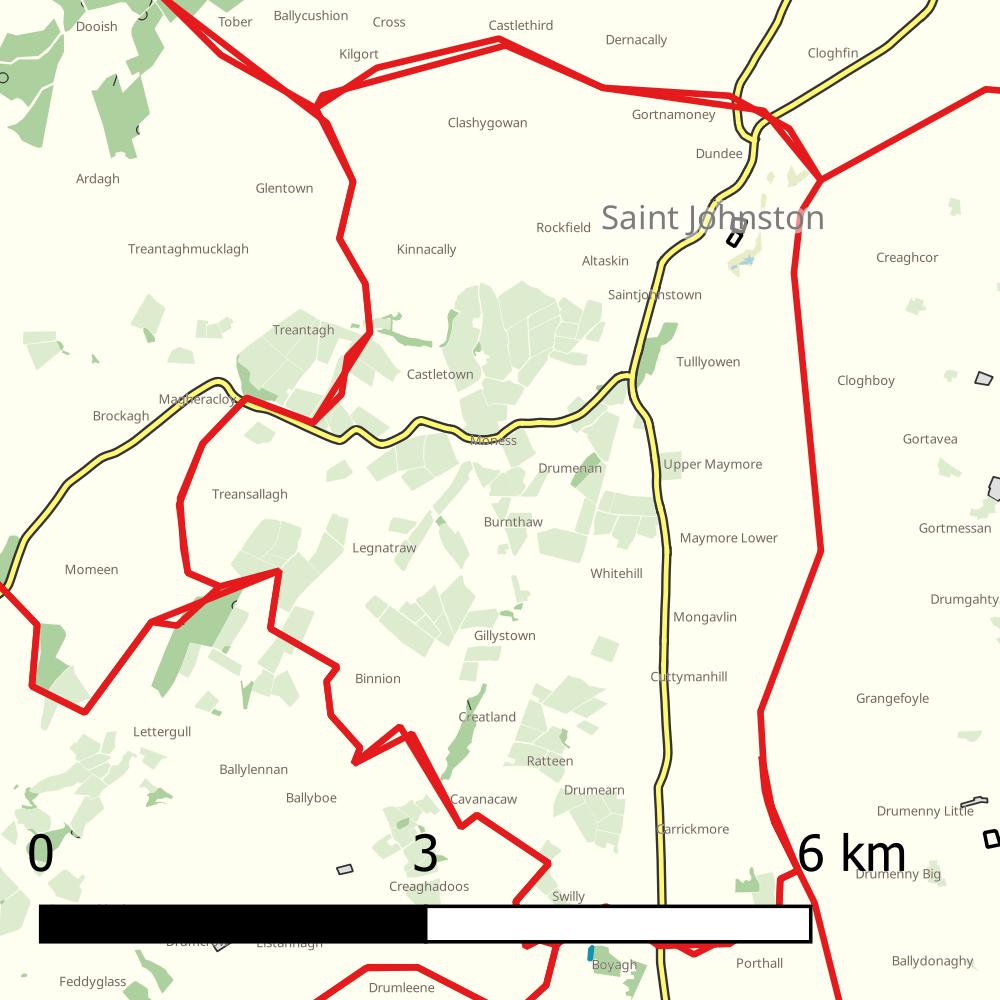 Dooish
Tober
Ballycushion
Cross
Castlethird
Kilgort
Dernacally
Cloghfin
Clashygowan
Gortnamoney
Dundee
Ardagh
Glentown
Rockfield
Saint Johnston
Treantaghmucklagh
Kinnacally
Altaskin
Creaghcor
Saintjohnstown
Treantagh
Castletown
Tulllyowen
Cloghboy
Magheracloy
Brockagh
Moness
Gortavea
Drumenan
Upper Maymore
Treansallagh
Burnthaw
Gortmessan
Legnatraw
Maymore Lower
Momeen
Whitehill
Drumgahty
Mongavlin
Gillystown
Binnion
Cuttymanhill
Grangefoyle
Creatland
Lettergull
Ratteen
Ballylennan
Drumearn
Ballyboe
Cavanacaw
Drumenny Little
Carrickmore
0 3 6 km
Drumenny Big
Creaghadoos
Swilly
Listannagh
Boyagh
Porthall
Ballydonaghy
Feddyglass
Drumleene